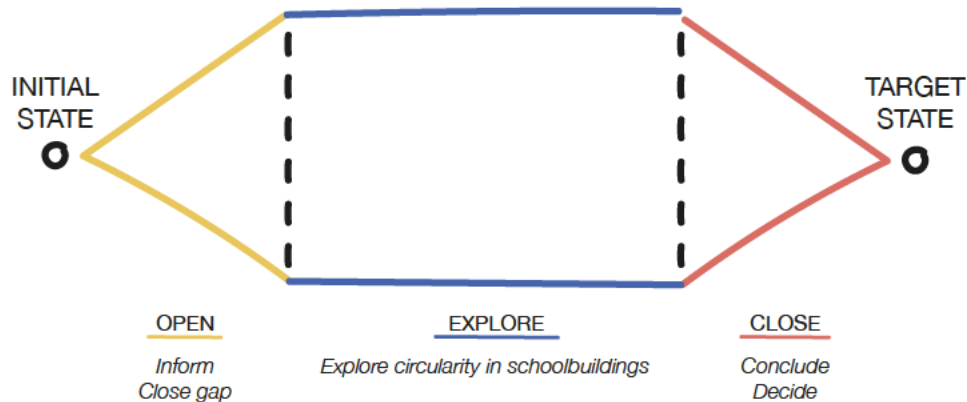 INITIAL
STATE
TARGET
STATE
OPEN
Inform
Close gap
EXPLORE
Explore circularity in schoolbuildings
CLOSE
Conclude
Decide